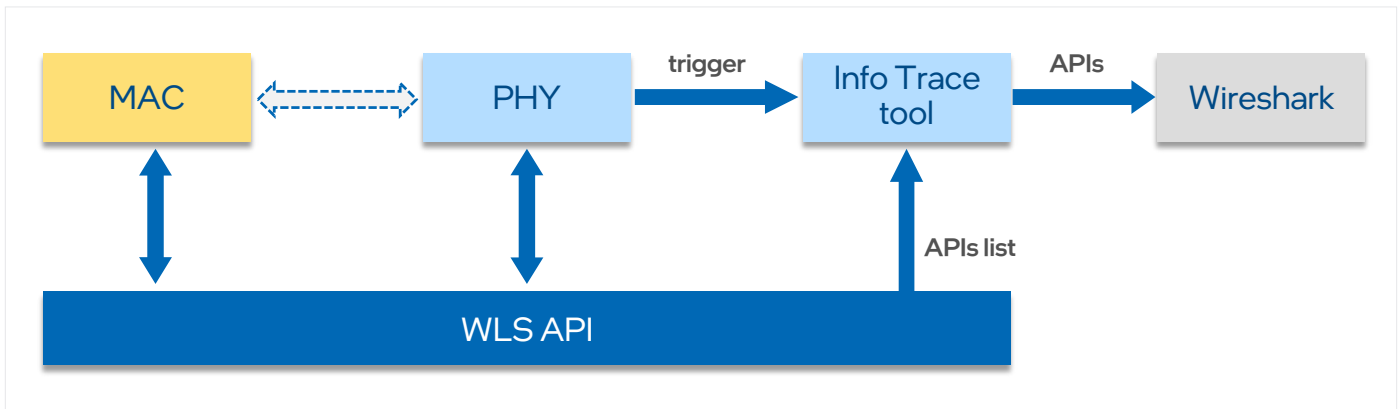 MAC
PHY
trigger
Info Trace
tool
APIs
Wireshark
APIs list
WLS API